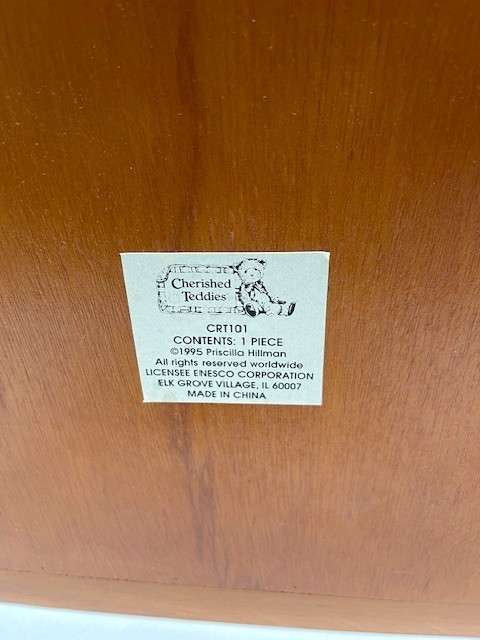 Cherished
Teddies
CRT101
CONTENTS: 1 PIECE
©1995 Priscilla Hillman
All rights reserved worldwide
LICENSEE ENESCO CORPORATION
ELK GROVE VILLAGE, IL 60007
MADE IN CHINA